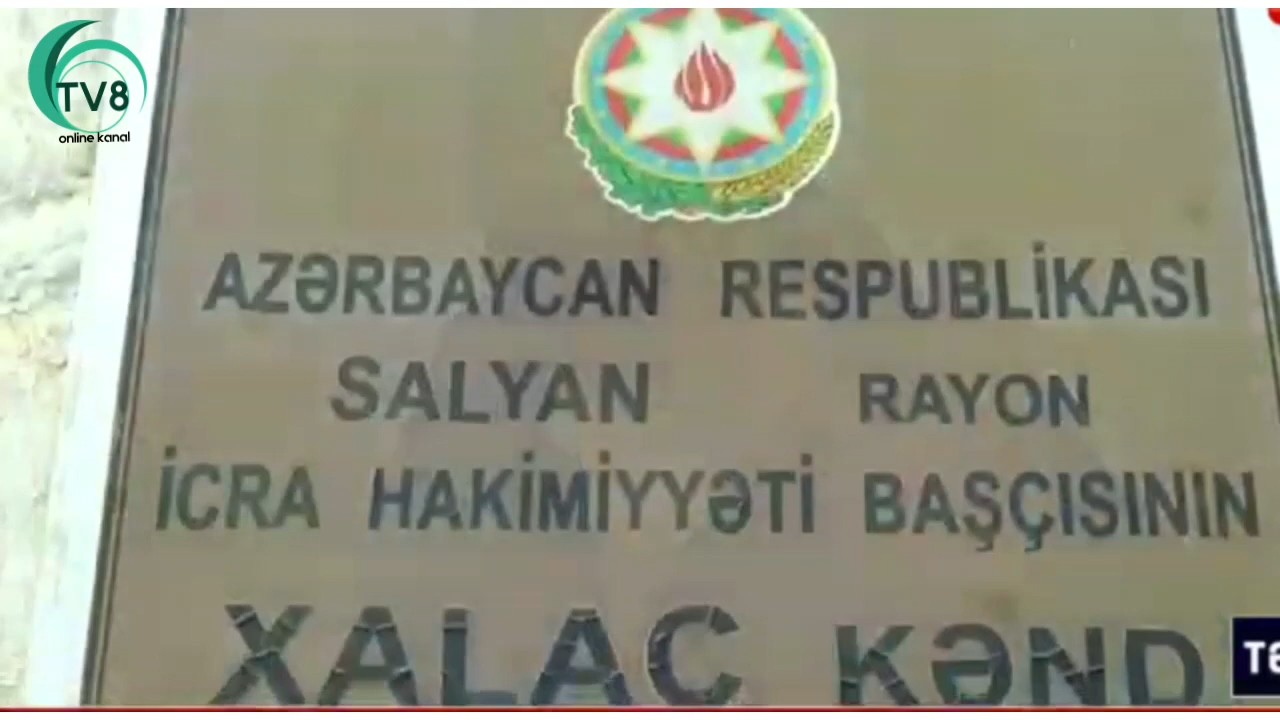 TV8
online kanal
AZƏRBAYCAN RESPUBLİKASI
SALYAN RAYON
İCRA HAKİMİYYƏTİ BAŞÇISININ
XALAC KƏND